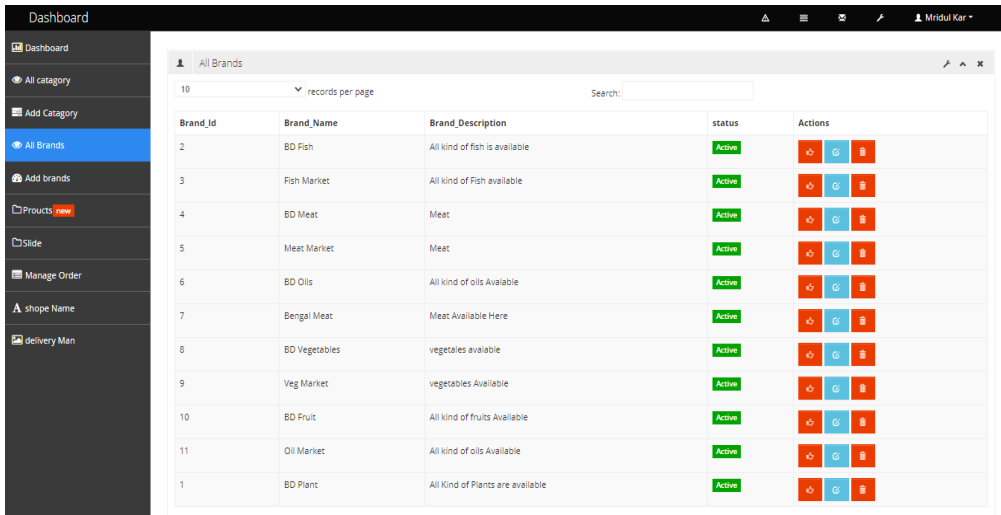 Dashboard
Mridul Kar
Dashboard
All catagory
Add Catagory
All Brands
Add brands
Proucts new
Slide
Manage Order
shope Name
delivery Man
All Brands
10 records per page Search:
Brand_Id Brand_Name Brand_Description status Actions
2 BD Fish All kind of fish is available Active
3 Fish Market All kind of Fish available Active
4 BD Meat Meat Active
5 Meat Market Meat Active
6 BD Oils All kind of oils Avalable Active
7 Bengal Meat Meat Available Here Active
8 BD Vegetables vegetales avaiable Active
9 Veg Market vegetables Available Active
10 BD Fruit All kind of fruits Available Active
11 Oil Market All kind of oils Available Active
1 BD Plant All Kind of Plants are available Active